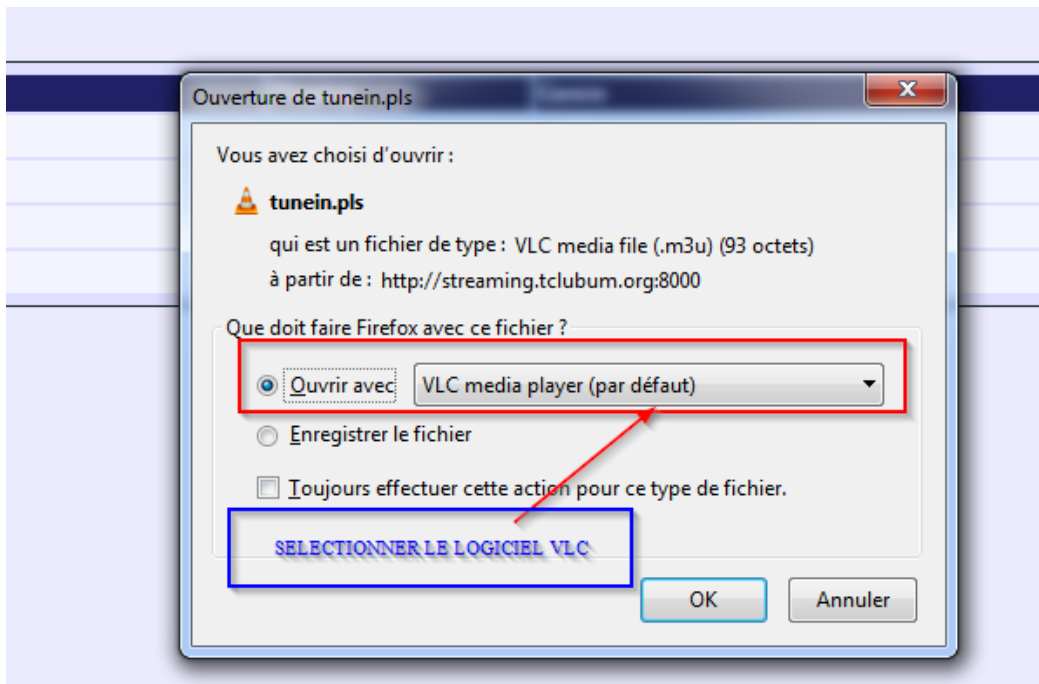 Ouverture de tunein.pls
Vous avez choisi d'ouvrir :
tunein.pls
qui est un fichier de type : VLC media file (.m3u) (93 octets)
à partir de : http://streaming.tclubum.org:8000
Que doit faire Firefox avec ce fichier ?
Ouvrir avec VLC media player (par défaut)
Enregistrer le fichier
Toujours effectuer cette action pour ce type de fichier.
SELECTIONNER LE LOGICIEL VLC
OK Annuler